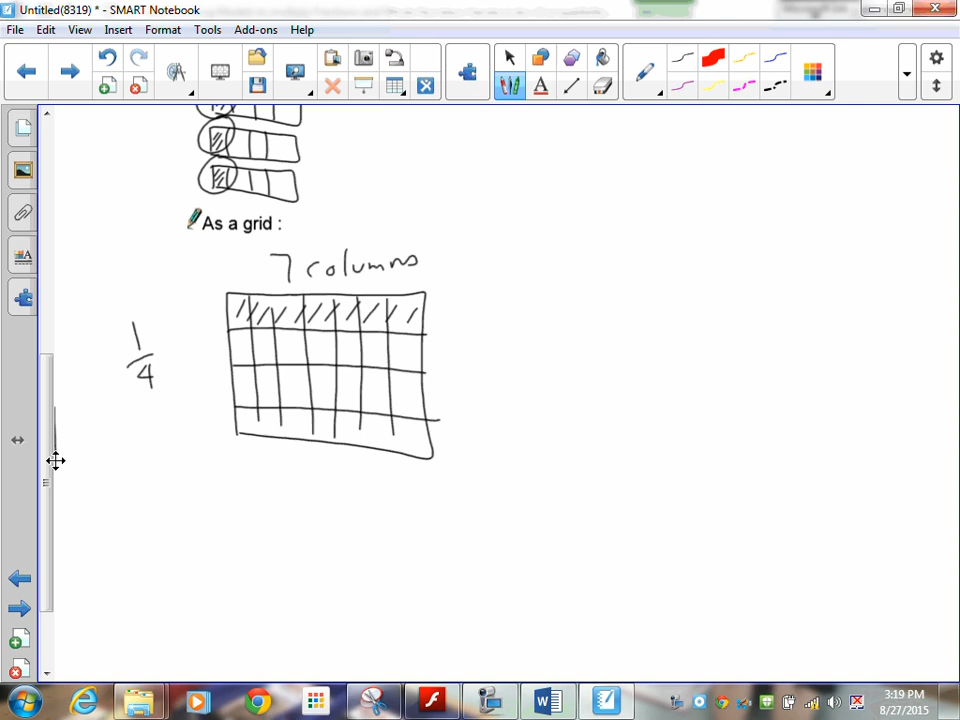 Untitled(8319) * - SMART Notebook
File Edit View Insert Format Tools Add-ons Help
As a grid :
7 columns
1
4
3:19 PM
8/27/2015